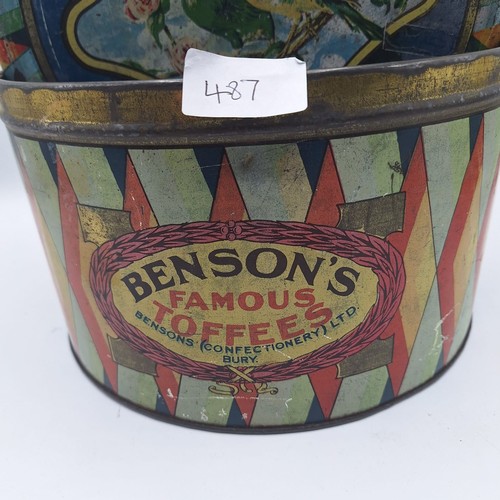 487
BENSON'S
FAMOUS
TOFFEES
BENSONS' (CONFECTIONERY) LTD.
BURY.